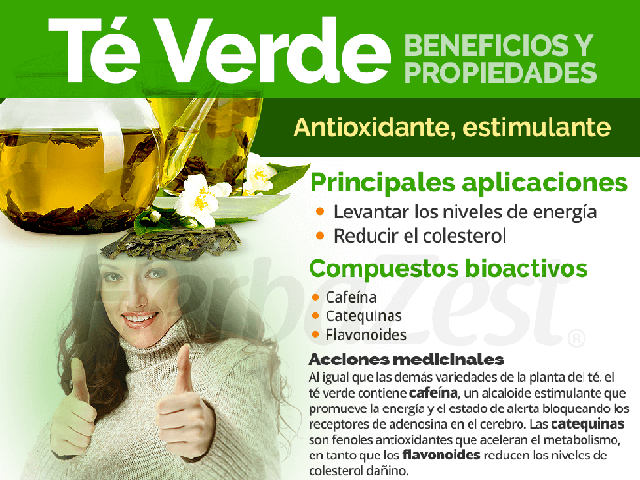 Té Verde
BENEFICIOS Y
PROPIEDADES
Antioxidante, estimulante
Principales aplicaciones
• Levantar los niveles de energía
• Reducir el colesterol
Compuestos bioactivos
• Cafeína
• Catequinas
• Flavonoides
Acciones medicinales
Al igual que las demás variedades de la planta del té, el
té verde contiene cafeína, un alcaloide estimulante que
promueve la energía y el estado de alerta bloqueando los
receptores de adenosina en el cerebro. Las catequinas
son fenoles antioxidantes que aceleran el metabolismo,
en tanto que los flavonoides reducen los niveles de
colesterol dañino.
HerbaZest®